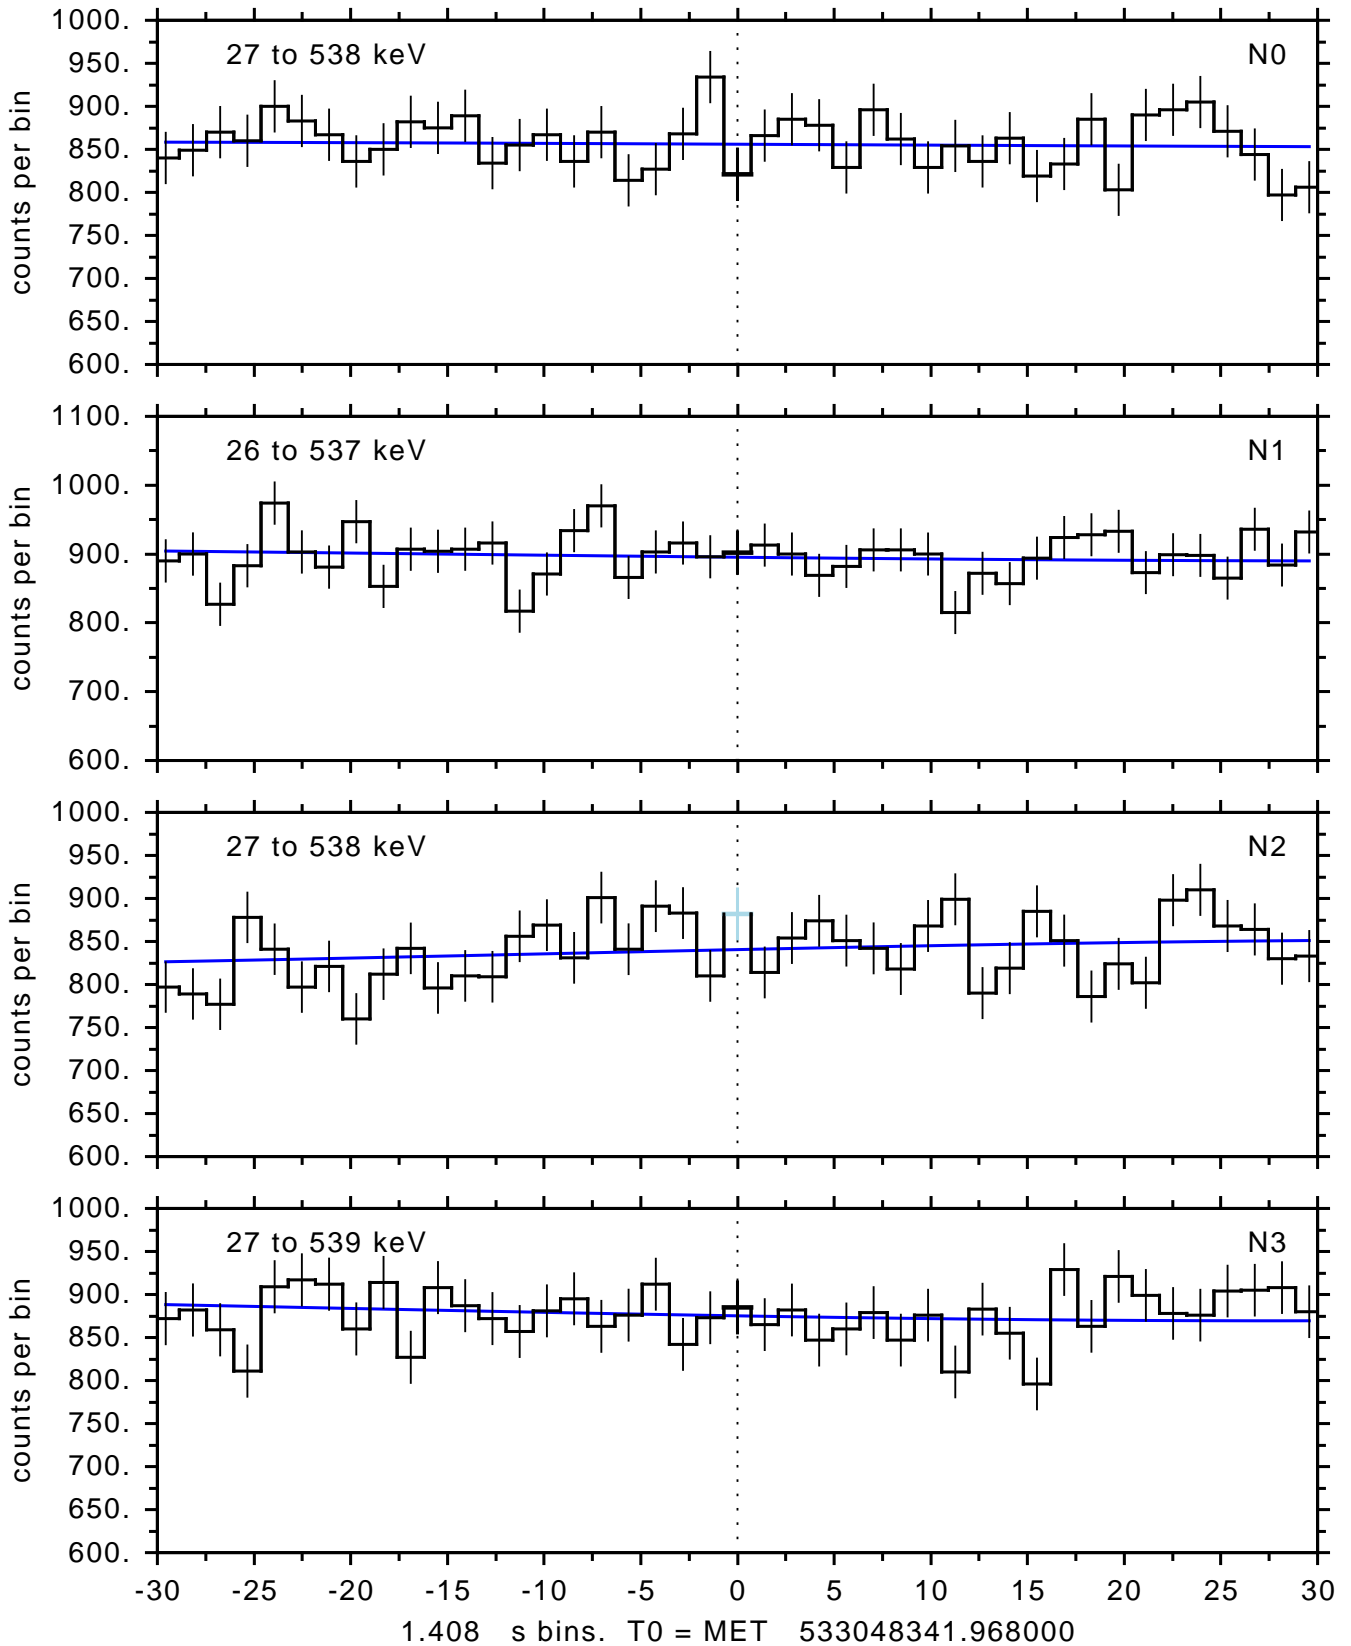 1000.
950.
900.
850.
800.
750.
700.
650.
600.
counts per bin
27 to 538 keV
N0
1100.
1000.
900.
800.
700.
600.
counts per bin
26 to 537 keV
N1
1000.
950.
900.
850.
800.
750.
700.
650.
600.
counts per bin
27 to 538 keV
N2
1000.
950.
900.
850.
800.
750.
700.
650.
600.
counts per bin
27 to 539 keV
N3
-30 -25 -20 -15 -10 -5 0 5 10 15 20 25 30
1.408 s bins. T0 = MET 533048341.968000